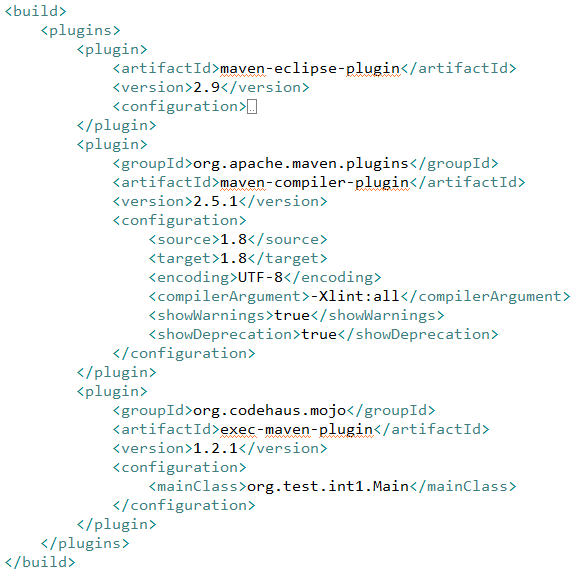 <build>
    <plugins>
        <plugin>
            <artifactId>maven-eclipse-plugin</artifactId>
            <version>2.9</version>
            <configuration>..
        </plugin>
        <plugin>
            <groupId>org.apache.maven.plugins</groupId>
            <artifactId>maven-compiler-plugin</artifactId>
            <version>2.5.1</version>
            <configuration>
                <source>1.8</source>
                <target>1.8</target>
                <encoding>UTF-8</encoding>
                <compilerArgument>-Xlint:all</compilerArgument>
                <showWarnings>true</showWarnings>
                <showDeprecation>true</showDeprecation>
            </configuration>
        </plugin>
        <plugin>
            <groupId>org.codehaus.mojo</groupId>
            <artifactId>exec-maven-plugin</artifactId>
            <version>1.2.1</version>
            <configuration>
                <mainClass>org.test.int1.Main</mainClass>
            </configuration>
        </plugin>
    </plugins>
</build>